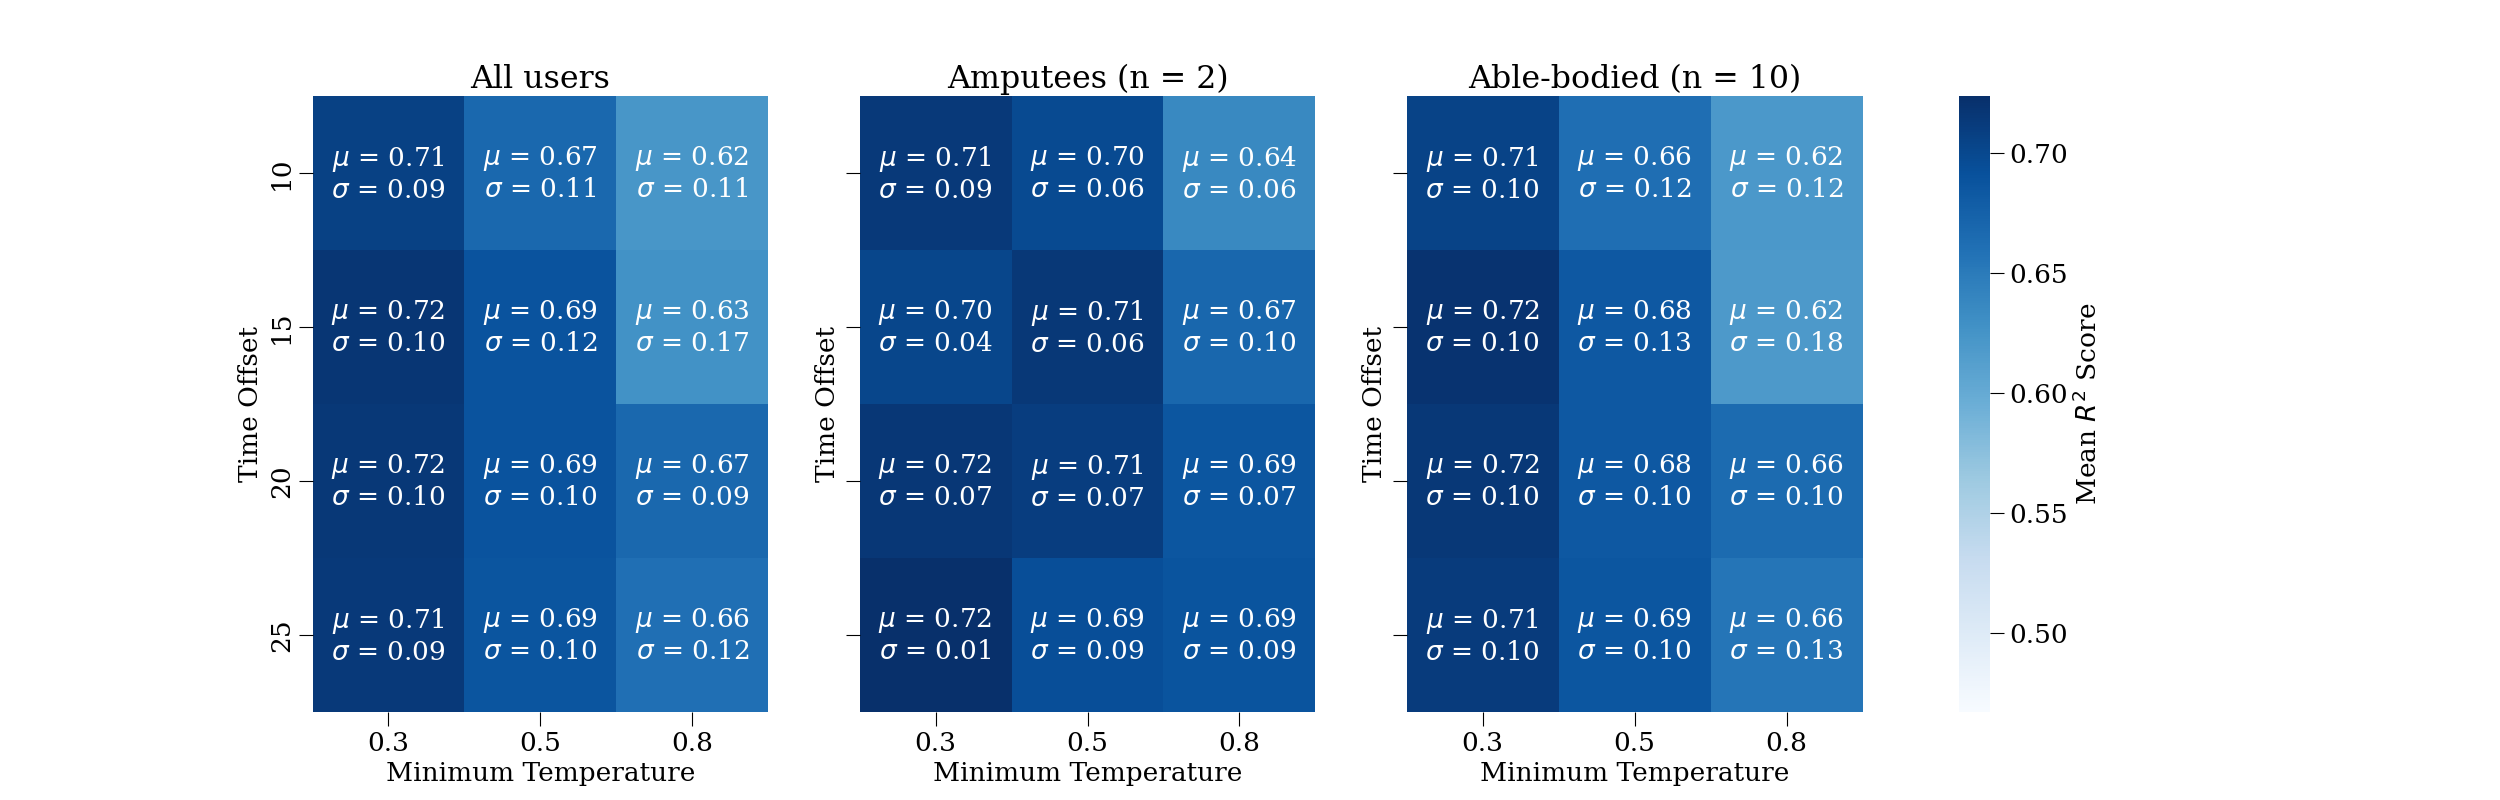 All users
Amputees (n = 2)
Able-bodied (n = 10)
μ = 0.71
σ = 0.09
μ = 0.67
σ = 0.11
μ = 0.62
σ = 0.11
μ = 0.72
σ = 0.10
μ = 0.69
σ = 0.12
μ = 0.63
σ = 0.17
μ = 0.72
σ = 0.10
μ = 0.69
σ = 0.10
μ = 0.67
σ = 0.09
μ = 0.71
σ = 0.09
μ = 0.69
σ = 0.10
μ = 0.66
σ = 0.12
10
15
20
25
Time Offset
0.3
0.5
0.8
Minimum Temperature
μ = 0.71
σ = 0.09
μ = 0.70
σ = 0.06
μ = 0.64
σ = 0.06
μ = 0.70
σ = 0.04
μ = 0.71
σ = 0.06
μ = 0.67
σ = 0.10
μ = 0.72
σ = 0.07
μ = 0.71
σ = 0.07
μ = 0.69
σ = 0.07
μ = 0.72
σ = 0.01
μ = 0.69
σ = 0.09
μ = 0.69
σ = 0.09
Time Offset
0.3
0.5
0.8
Minimum Temperature
μ = 0.71
σ = 0.10
μ = 0.66
σ = 0.12
μ = 0.62
σ = 0.12
μ = 0.72
σ = 0.10
μ = 0.68
σ = 0.13
μ = 0.62
σ = 0.18
μ = 0.72
σ = 0.10
μ = 0.68
σ = 0.10
μ = 0.66
σ = 0.10
μ = 0.71
σ = 0.10
μ = 0.69
σ = 0.10
μ = 0.66
σ = 0.13
Time Offset
0.3
0.5
0.8
Minimum Temperature
0.70
0.65
0.60
0.55
0.50
Mean R² Score